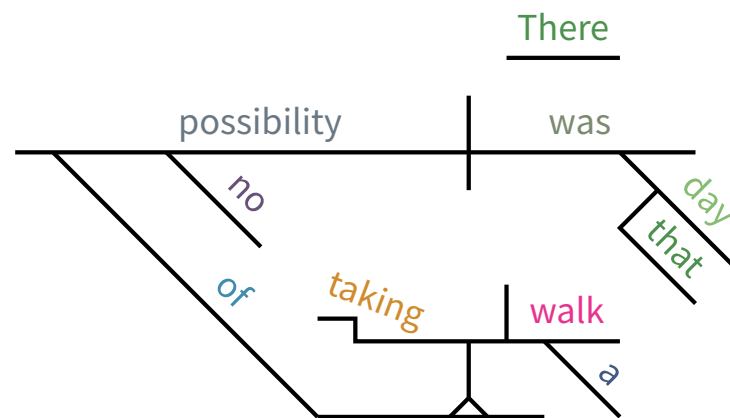 There
possibility was
no
day
that
of
taking
walk
a